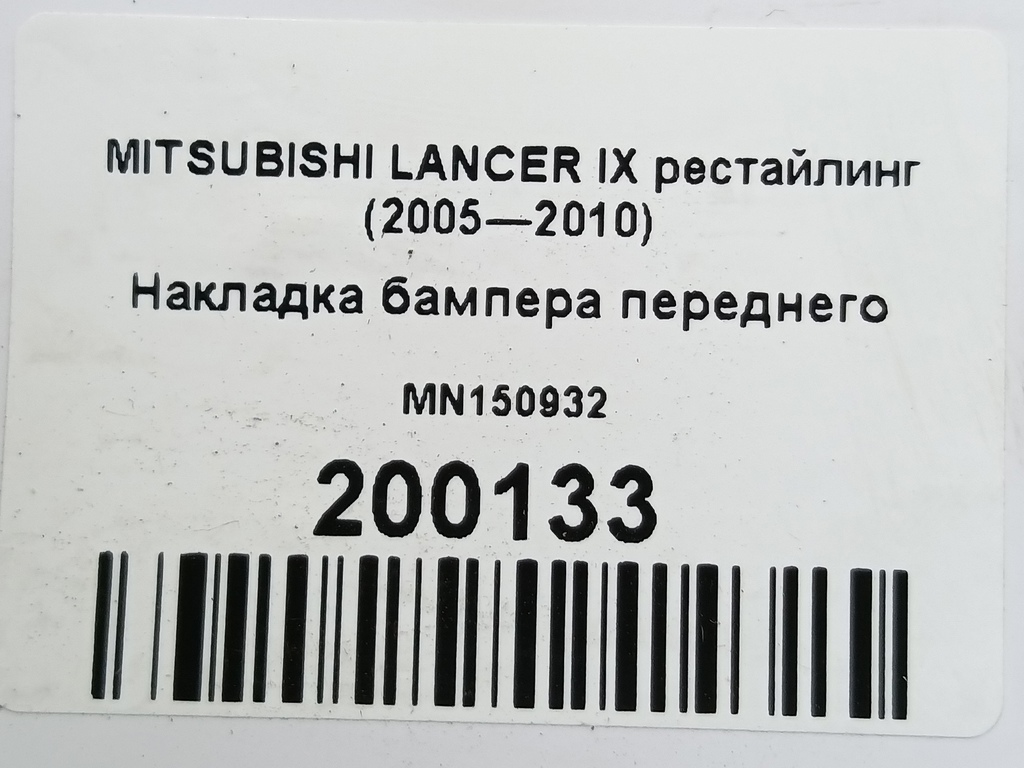 MITSUBISHI LANCER IX рестайлинг
(2005—2010)
Накладка бампера переднего
MN150932
200133